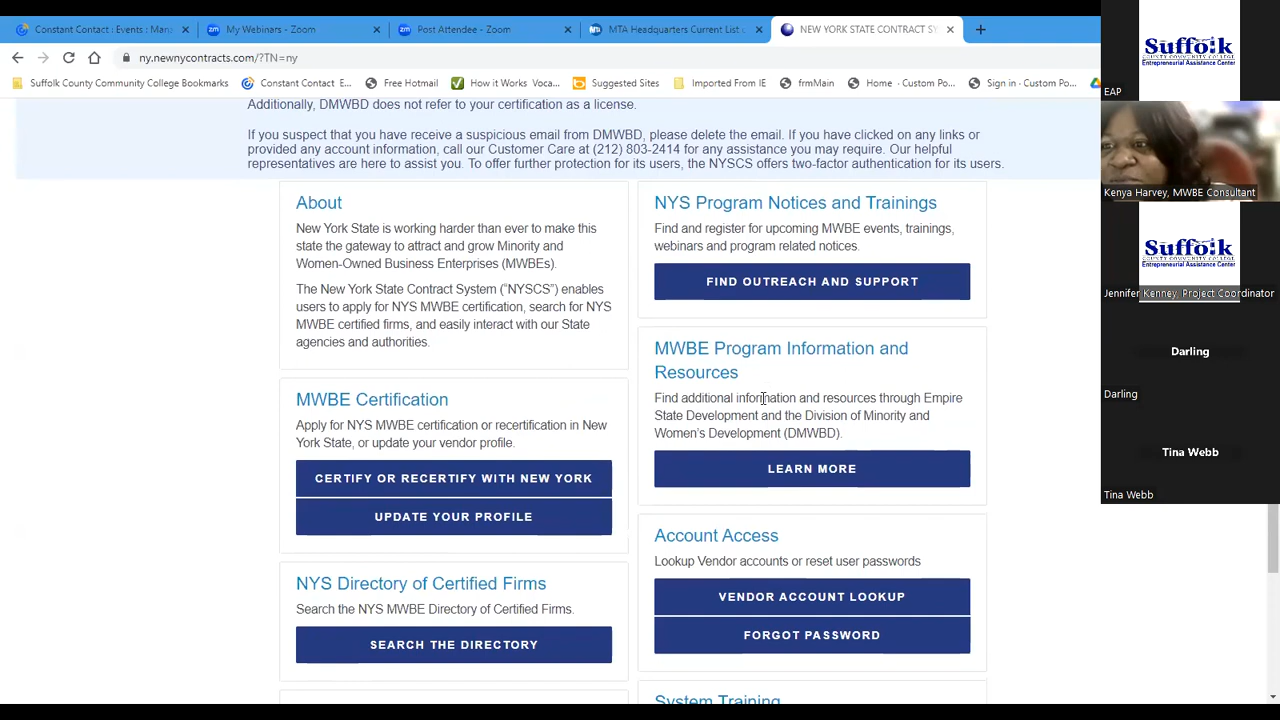 Constant Contact : Events : Man
My Webinars - Zoom
Post Attendee - Zoom
MTA Headquarters Current List
NEW YORK STATE CONTRACT SY
ny.newnycontracts.com/?TN=ny
Suffolk County Community College Bookmarks
Constant Contact : E...
Free Hotmail
How it Works Voca...
Suggested Sites
Imported From IE
frmMain
Home - Custom Po...
Sign in - Custom Po...
Additionally, DMWBD does not refer to your certification as a license.
If you suspect that you have receive a suspicious email from DMWBD, please delete the email. If you have clicked on any links or
provided any account information, call our Customer Care at (212) 803-2414 for any assistance you may require. Our helpful
representatives are here to assist you. To offer further protection for its users, the NYSCS offers two-factor authentication for its users.
About
New York State is working harder than ever to make this
state the gateway to attract and grow Minority and
Women-Owned Business Enterprises (MWBEs).
The New York State Contract System ("NYSCS") enables
users to apply for NYS MWBE certification, search for NYS
MWBE certified firms, and easily interact with our State
agencies and authorities.
MWBE Certification
Apply for NYS MWBE certification or recertification in New
York State, or update your vendor profile.
CERTIFY OR RECERTIFY WITH NEW YORK
UPDATE YOUR PROFILE
NYS Directory of Certified Firms
Search the NYS MWBE Directory of Certified Firms.
SEARCH THE DIRECTORY
NYS Program Notices and Trainings
Find and register for upcoming MWBE events, trainings,
webinars and program related notices.
FIND OUTREACH AND SUPPORT
MWBE Program Information and
Resources
Find additional information and resources through Empire
State Development and the Division of Minority and
Women's Development (DMWBD).
LEARN MORE
Account Access
Lookup Vendor accounts or reset user passwords
VENDOR ACCOUNT LOOKUP
FORGOT PASSWORD
System Training
Suffolk
COUNTY COMMUNITY COLLEGE
Entrepreneurial Assistance Center
EAP
Kenya Harvey, MWBE Consultant
Suffolk
COUNTY COMMUNITY COLLEGE
Entrepreneurial Assistance Center
Jennifer Kenney, Project Coordinator
Darling
Darling
Tina Webb
Tina Webb